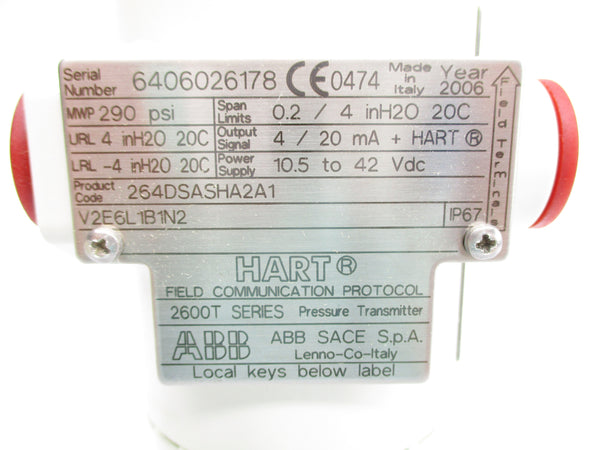 Serial Number 6406026178 CE 0474 Made in Italy Year 2006
MWP 290 psi Span Limits 0.2 / 4 inH2O 20C
URL 4 inH2O 20C Output Signal 4 / 20 mA + HART ®
LRL -4 inH2O 20C Power Supply 10.5 to 42 Vdc
Product Code 264DSASHA2A1
V2E6L1B1N2 IP67
Field Terminals
HART ®
FIELD COMMUNICATION PROTOCOL
2600T SERIES Pressure Transmitter
ABB ABB SACE S.p.A.
Lenno-Co-Italy
Local keys below label